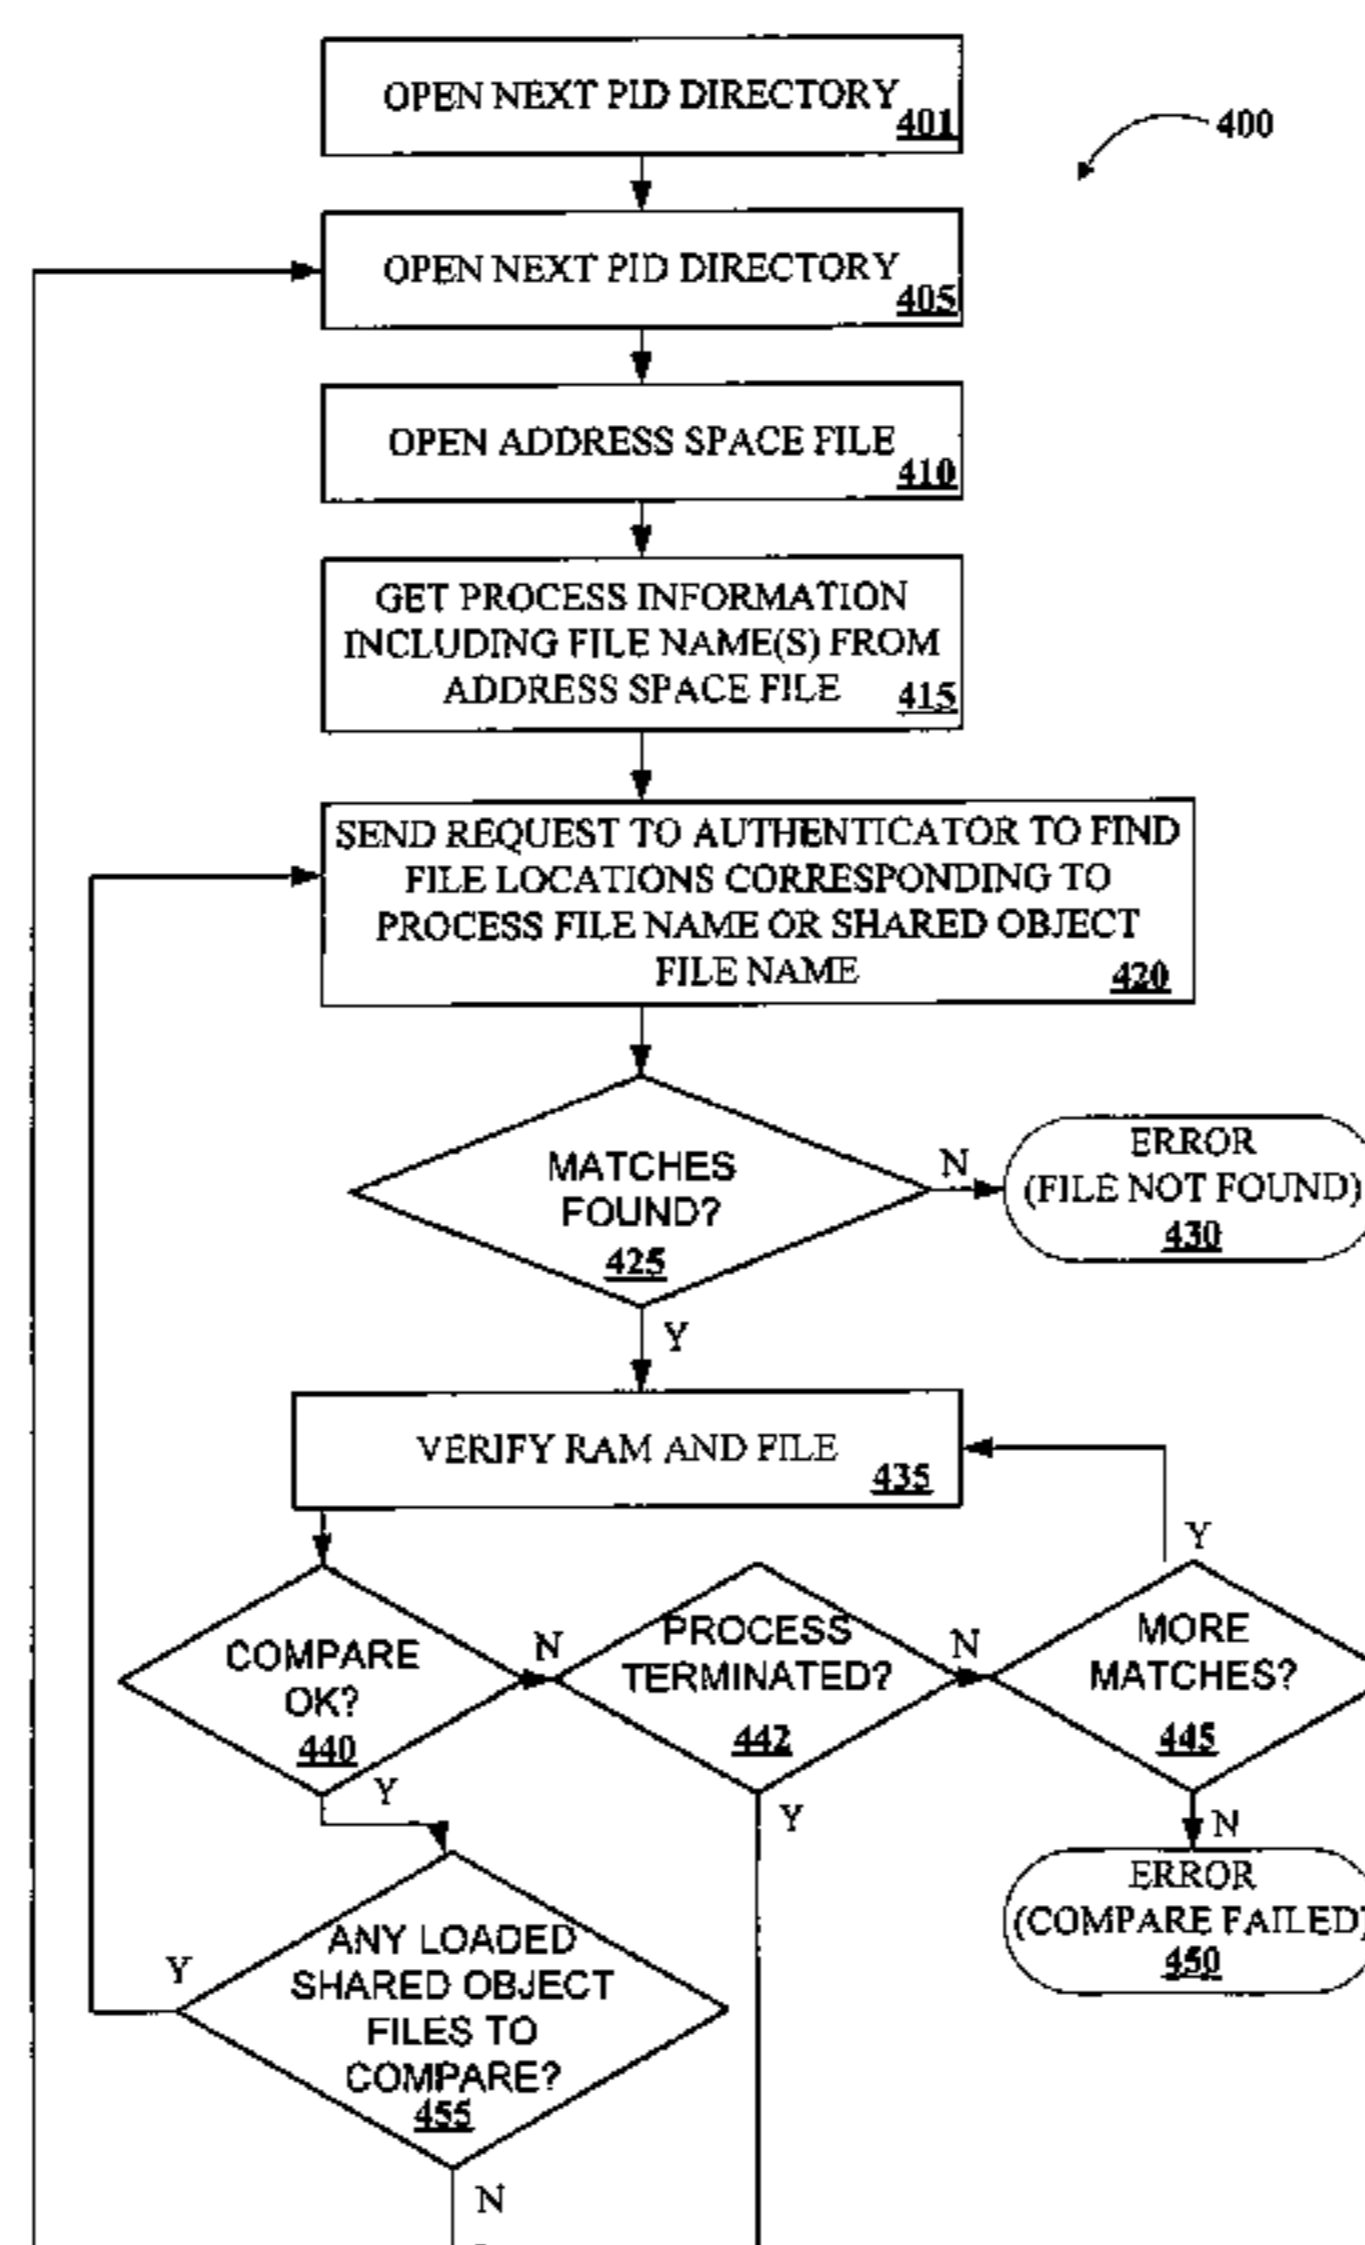 OPEN NEXT PID DIRECTORY
401
400
OPEN NEXT PID DIRECTORY
405
OPEN ADDRESS SPACE FILE
410
GET PROCESS INFORMATION
INCLUDING FILE NAME(S) FROM
ADDRESS SPACE FILE
415
SEND REQUEST TO AUTHENTICATOR TO FIND
FILE LOCATIONS CORRESPONDING TO
PROCESS FILE NAME OR SHARED OBJECT
FILE NAME
420
MATCHES
FOUND?
425
N
ERROR
(FILE NOT FOUND)
430
Y
VERIFY RAM AND FILE
435
COMPARE
OK?
440
N
Y
PROCESS
TERMINATED?
442
N
Y
MORE
MATCHES?
445
Y
N
ERROR
(COMPARE FAILED)
450
ANY LOADED
SHARED OBJECT
FILES TO
COMPARE?
455
Y
N